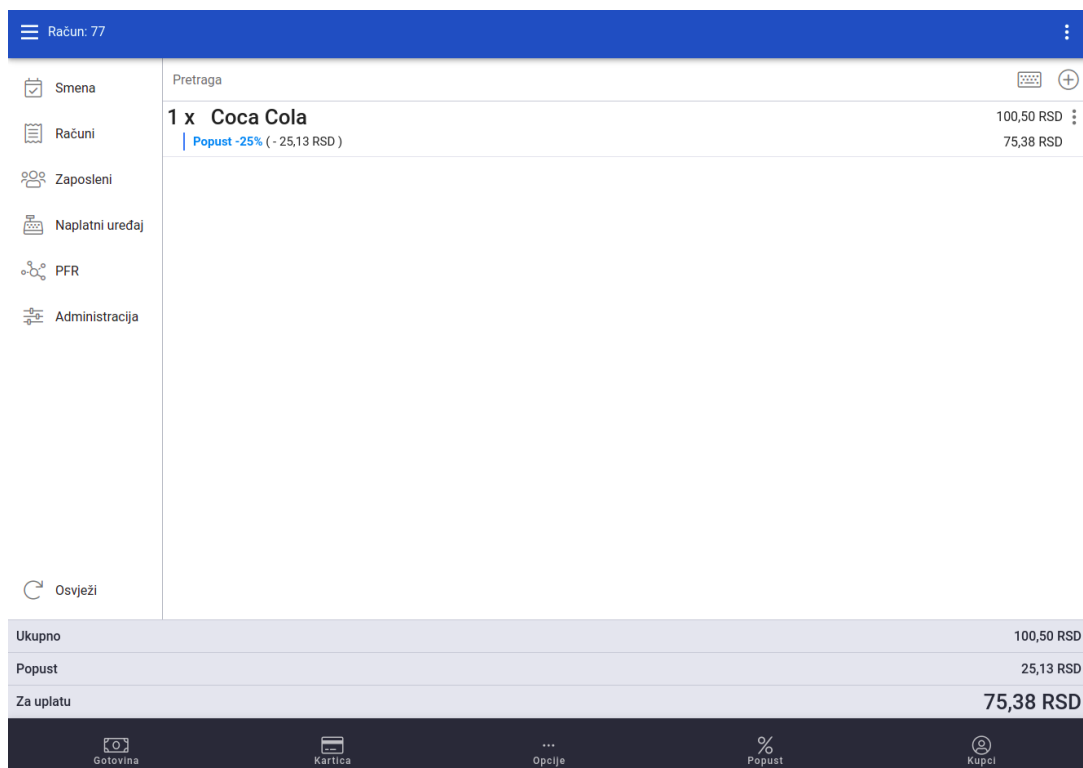 Račun: 77
Smena
Računi
Zaposleni
Naplatni uređaj
PFR
Administracija
Osvježi
Pretraga
1 x Coca Cola 100,50 RSD
Popust -25% ( - 25,13 RSD ) 75,38 RSD
Ukupno 100,50 RSD
Popust 25,13 RSD
Za uplatu 75,38 RSD
Gotovina Kartica Opcije Popust Kupci